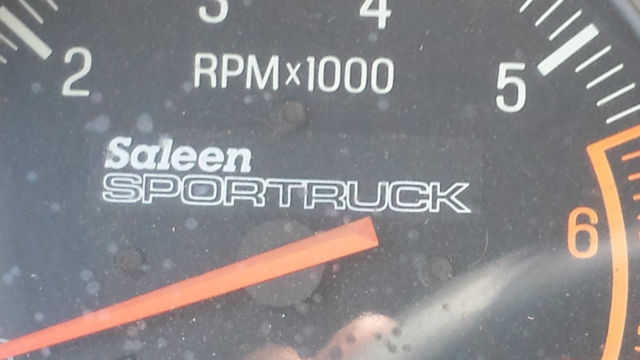 3 4
2 RPMx1000 5
Saleen
SPORTRUCK
6